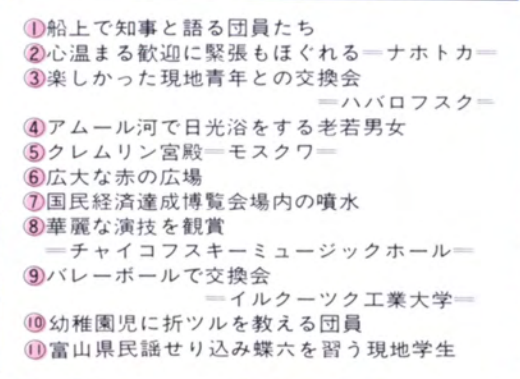 ①船上で知事と語る団員たち
②心温まる歓迎に緊張もほぐれる＝ナホトカ＝
③楽しかった現地青年との交換会
＝ハバロフスク＝
④アムール河で日光浴をする老若男女
⑤クレムリン宮殿＝モスクワ＝
⑥広大な赤の広場
⑦国民経済達成博覧会場内の噴水
⑧華麗な演技を観賞
＝チャイコフスキーミュージックホール＝
⑨バレーボールで交換会
＝イルクーツク工業大学＝
⑩幼稚園児に折ツルを教える団員
⑪富山県民謡せり込み蝶六を習う現地学生